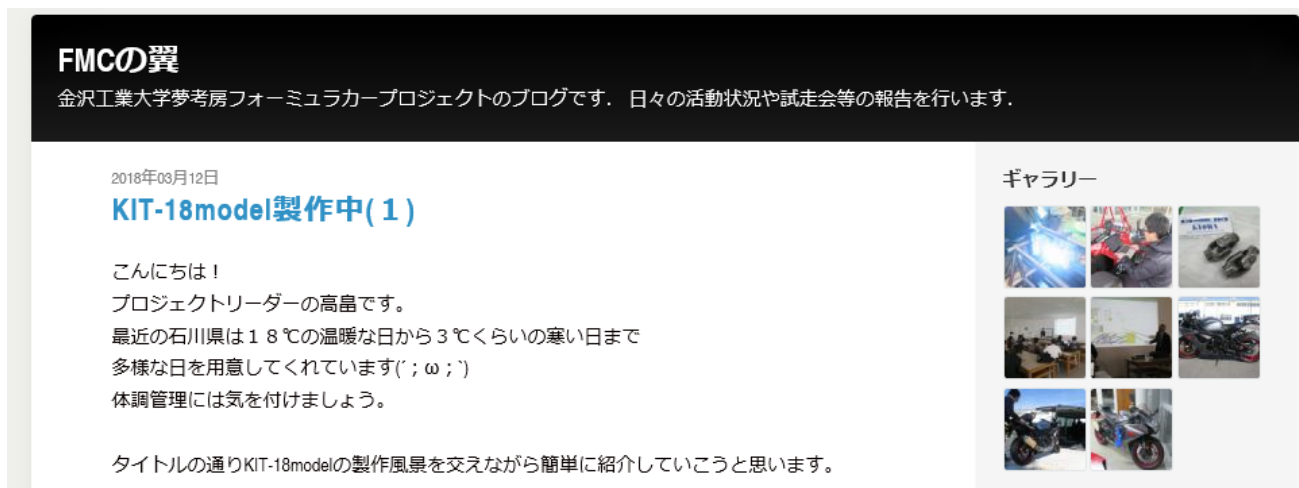 FMCの翼
金沢工業大学夢考房フォーミュラカープロジェクトのブログです． 日々の活動状況や試走会等の報告を行います．
2018年03月12日
KIT-18model製作中(１)
こんにちは！
プロジェクトリーダーの高畠です。
最近の石川県は１８℃の温暖な日から３℃くらいの寒い日まで
多様な日を用意してくれています(´；ω；`)
体調管理には気を付けましょう。
タイトルの通りKIT-18modelの製作風景を交えながら簡単に紹介していこうと思います。
ギャラリー